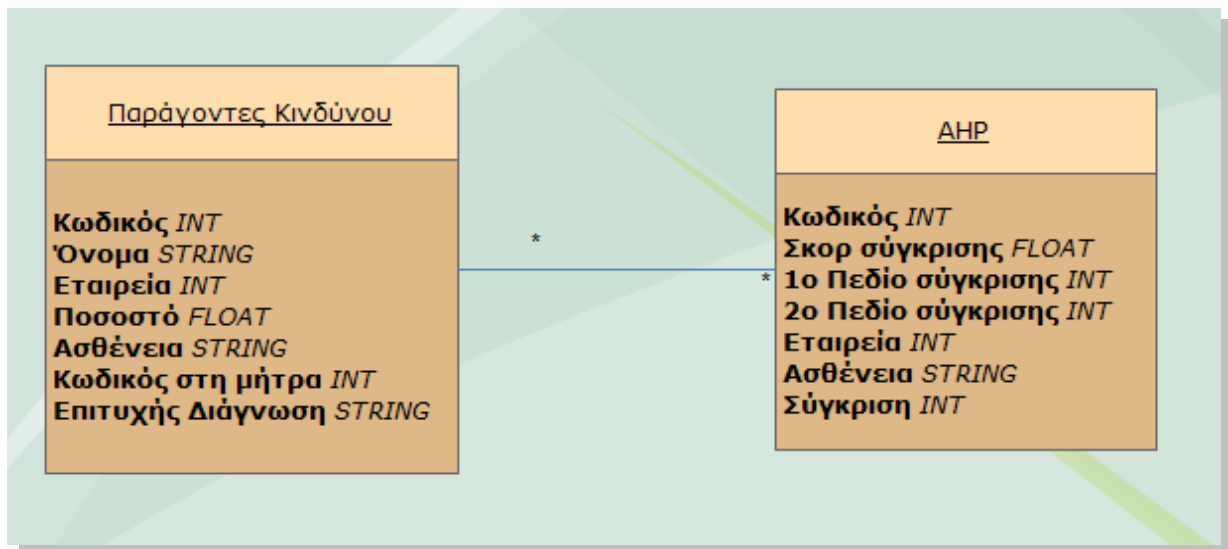 Παράγοντες Κινδύνου
Κωδικός INT
Όνομα STRING
Εταιρεία INT
Ποσοστό FLOAT
Ασθένεια STRING
Κωδικός στη μήτρα INT
Επιτυχής Διάγνωση STRING
*
*
AHP
Κωδικός INT
Σκορ σύγκρισης FLOAT
1ο Πεδίο σύγκρισης INT
2ο Πεδίο σύγκρισης INT
Εταιρεία INT
Ασθένεια STRING
Σύγκριση INT